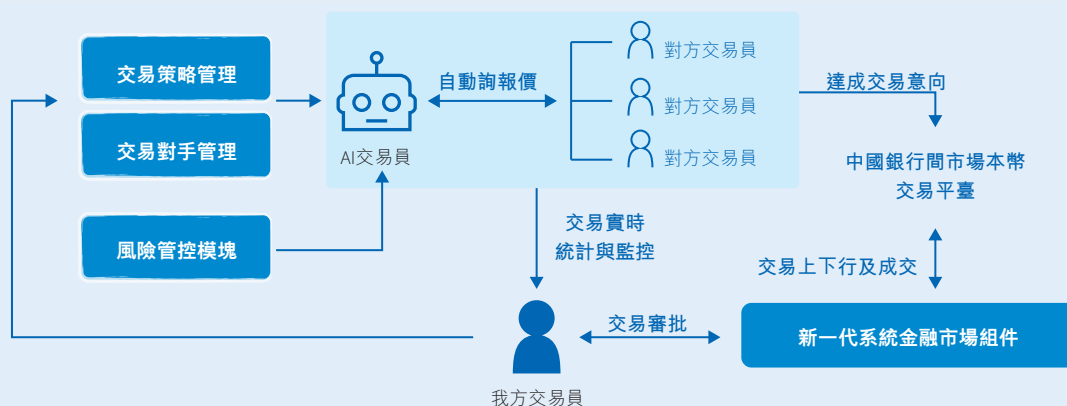 交易策略管理
交易對手管理
風險管控模塊
AI交易員
自動詢報價
對方交易員
對方交易員
對方交易員
達成交易意向
中國銀行間市場本幣
交易平臺
交易實時
統計與監控
交易上下行及成交
交易審批
新一代系統金融市場組件
我方交易員